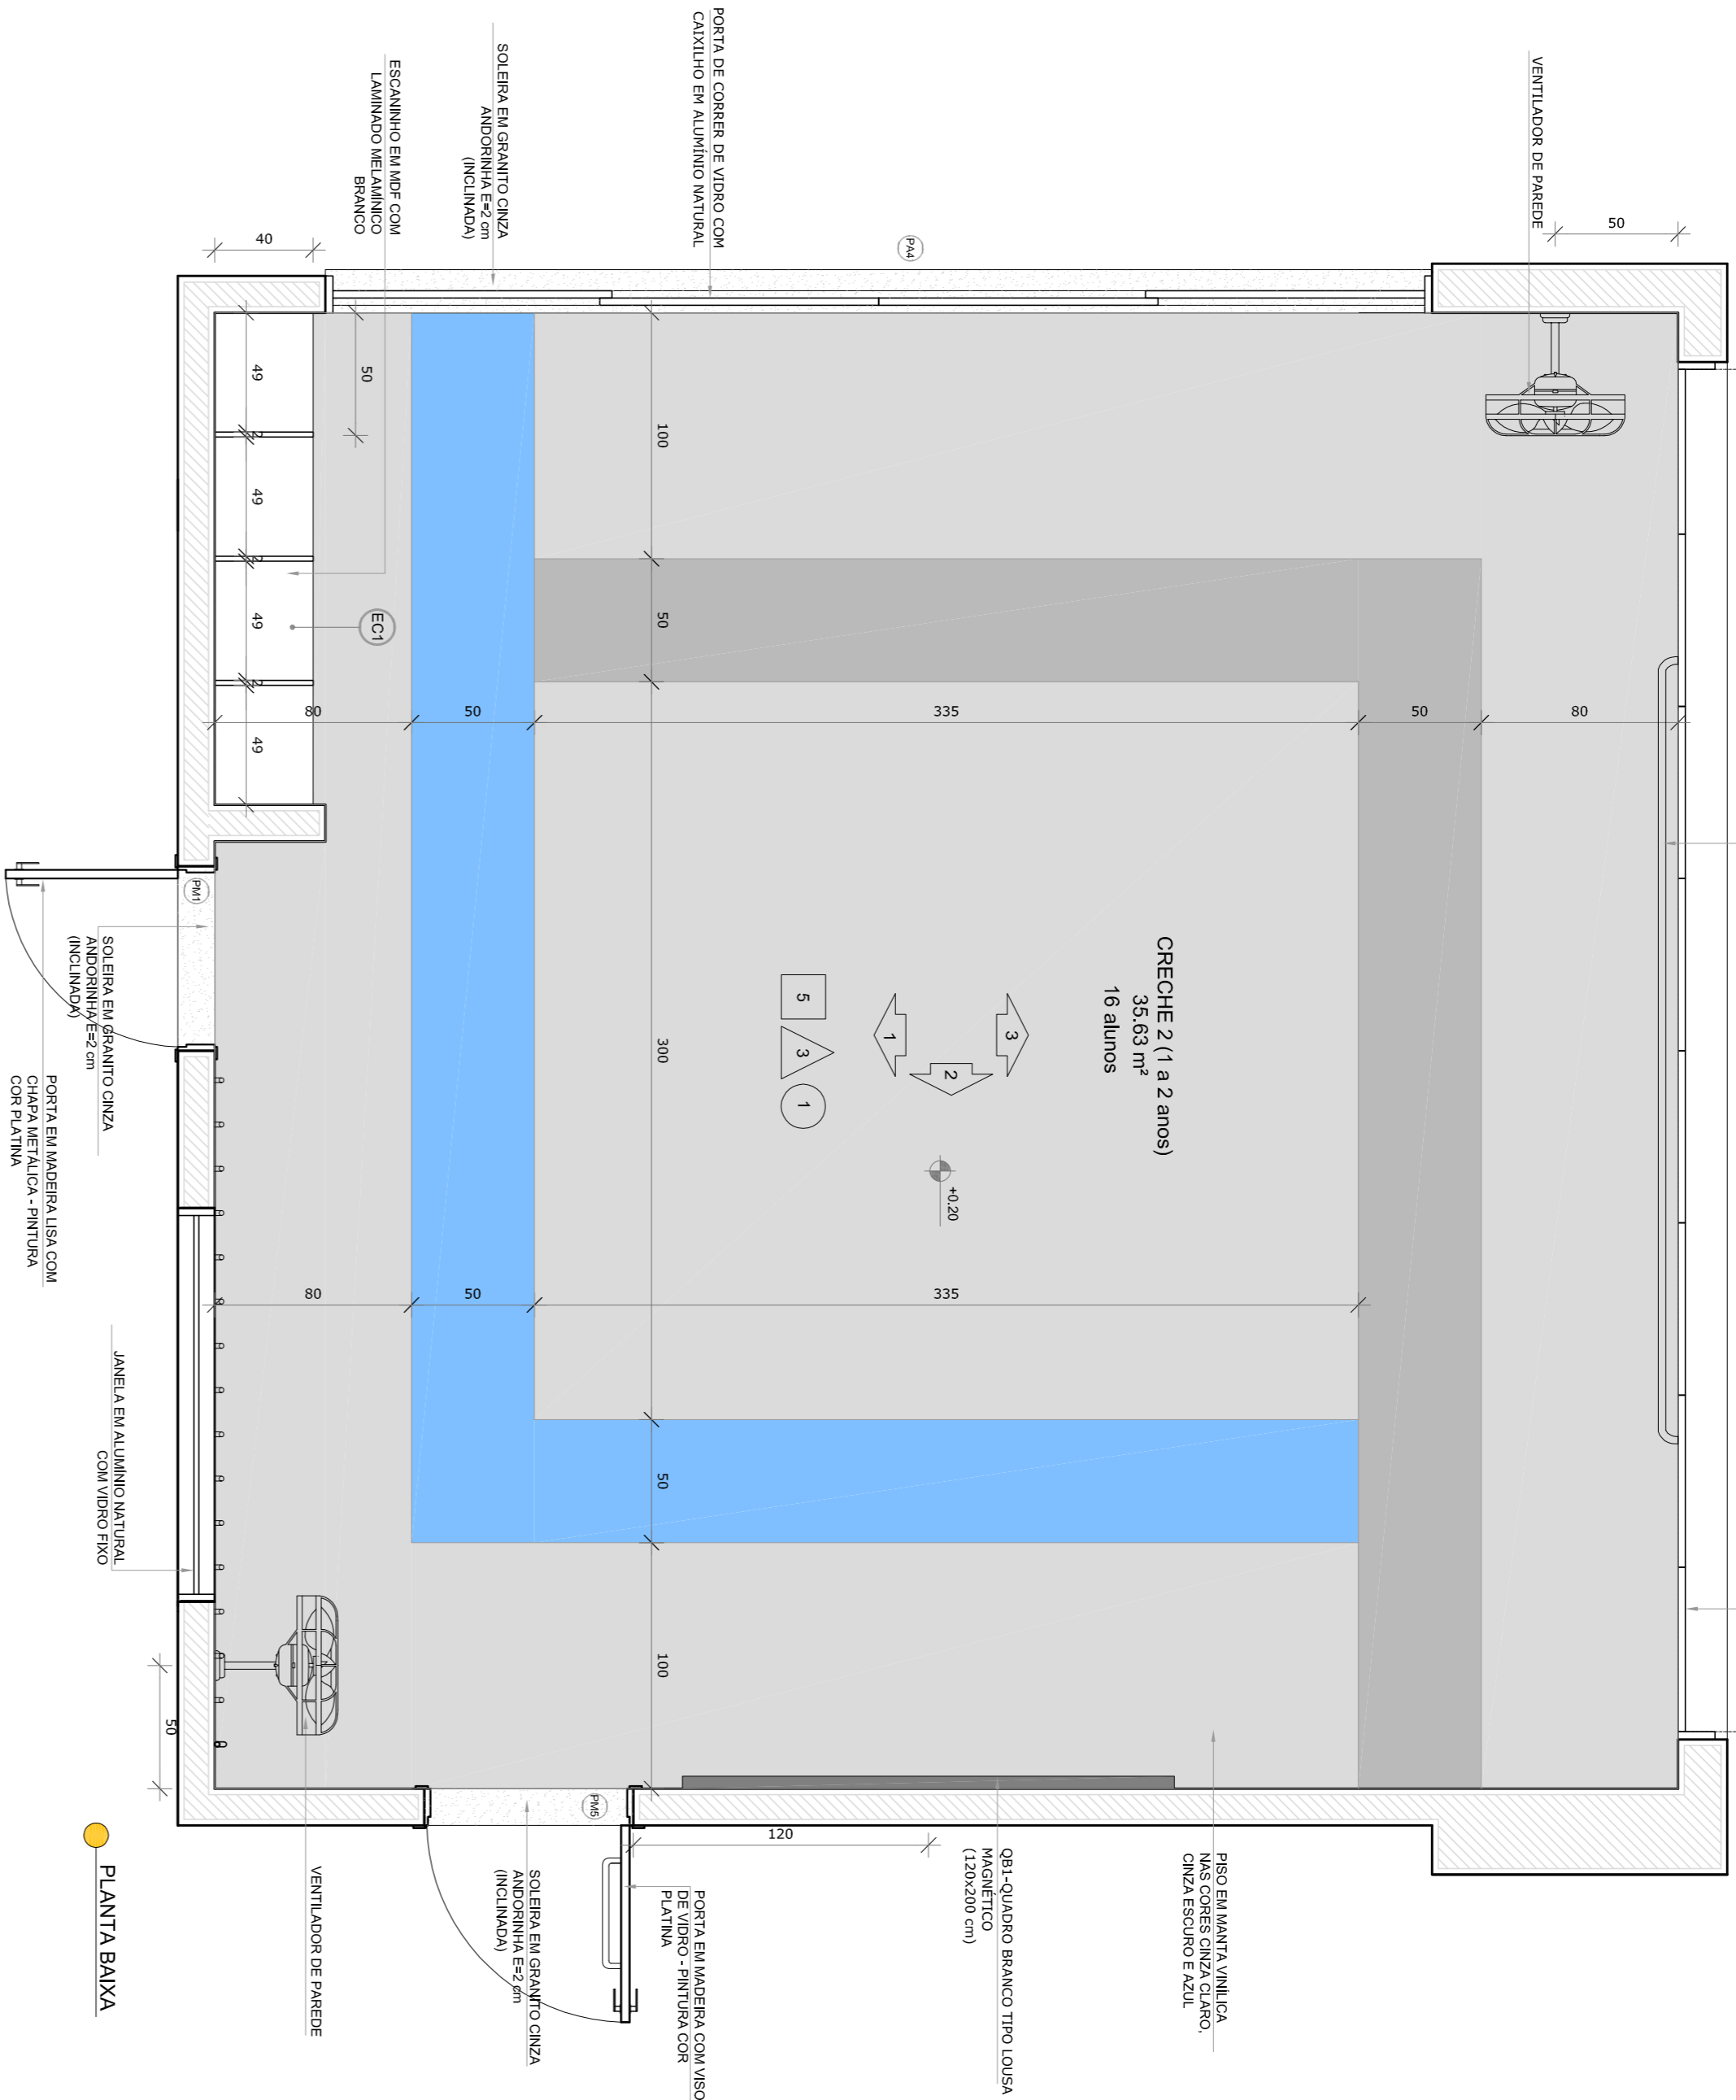 VENTILADOR DE PAREDE
50
PORTA DE CORRER DE VIDRO COM
CAIXILHO EM ALUMÍNIO NATURAL
PA4
SOLEIRA EM GRANITO CINZA
ANDORINHA E=2 cm
(INCLINADA)
ESCANINHO EM MDF COM
LAMINADO MELAMÍNICO
BRANCO
40
49
2
49
2
49
2
49
50
EC1
100
50
300
50
100
80
50
335
50
80
CRECHE 2 (1 a 2 anos)
35.63 m²
16 alunos
3
2
1
5
3
1
+0.20
80
50
335
PM1
SOLEIRA EM GRANITO CINZA
ANDORINHA E=2 cm
(INCLINADA)
PORTA EM MADEIRA LISA COM
CHAPA METÁLICA - PINTURA
COR PLATINA
JANELA EM ALUMÍNIO NATURAL
COM VIDRO FIXO
50
PM5
120
PISO EM MANTA VINÍLICA
NAS CORES CINZA CLARO,
CINZA ESCURO E AZUL
QB1-QUADRO BRANCO TIPO LOUSA
MAGNÉTICO
(120x200 cm)
PORTA EM MADEIRA COM VISO
DE VIDRO - PINTURA COR
PLATINA
SOLEIRA EM GRANITO CINZA
ANDORINHA E=2 cm
(INCLINADA)
VENTILADOR DE PAREDE
PLANTA BAIXA